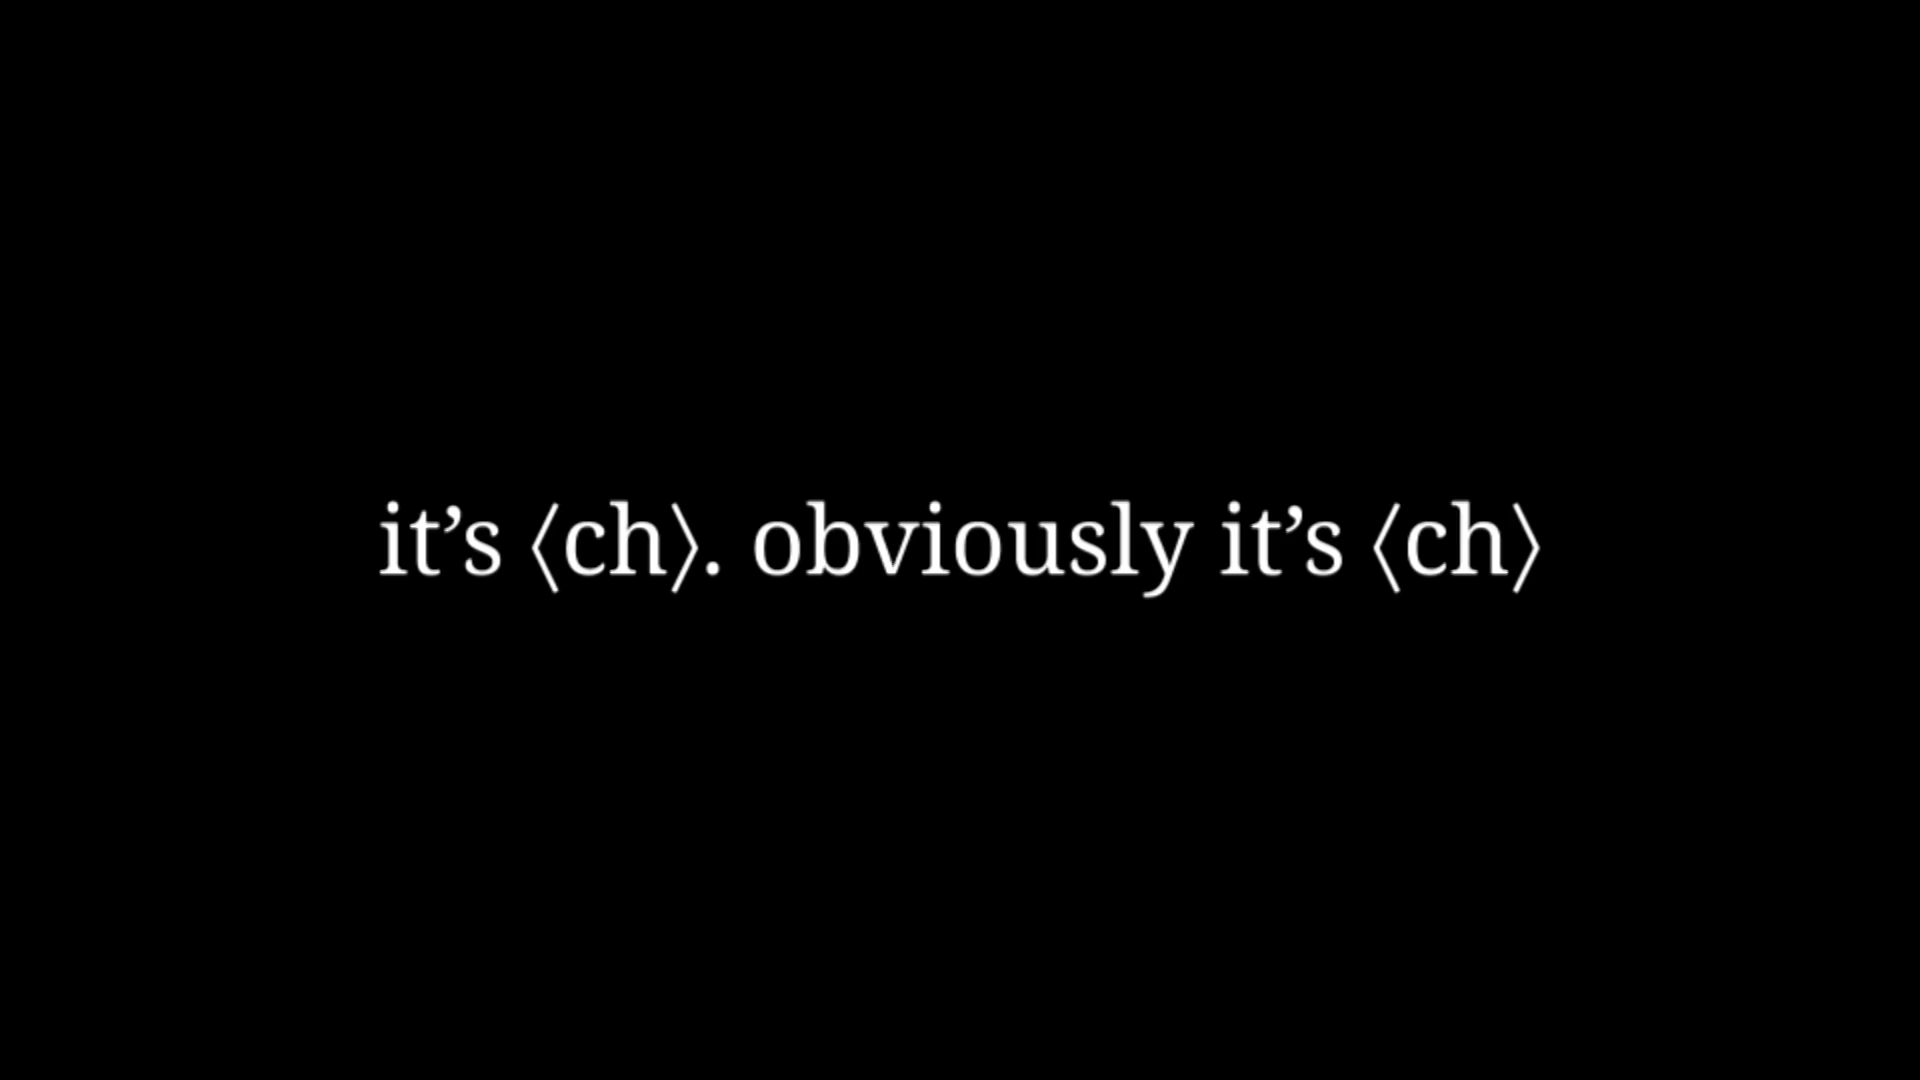 it’s ⟨ch⟩. obviously it’s ⟨ch⟩